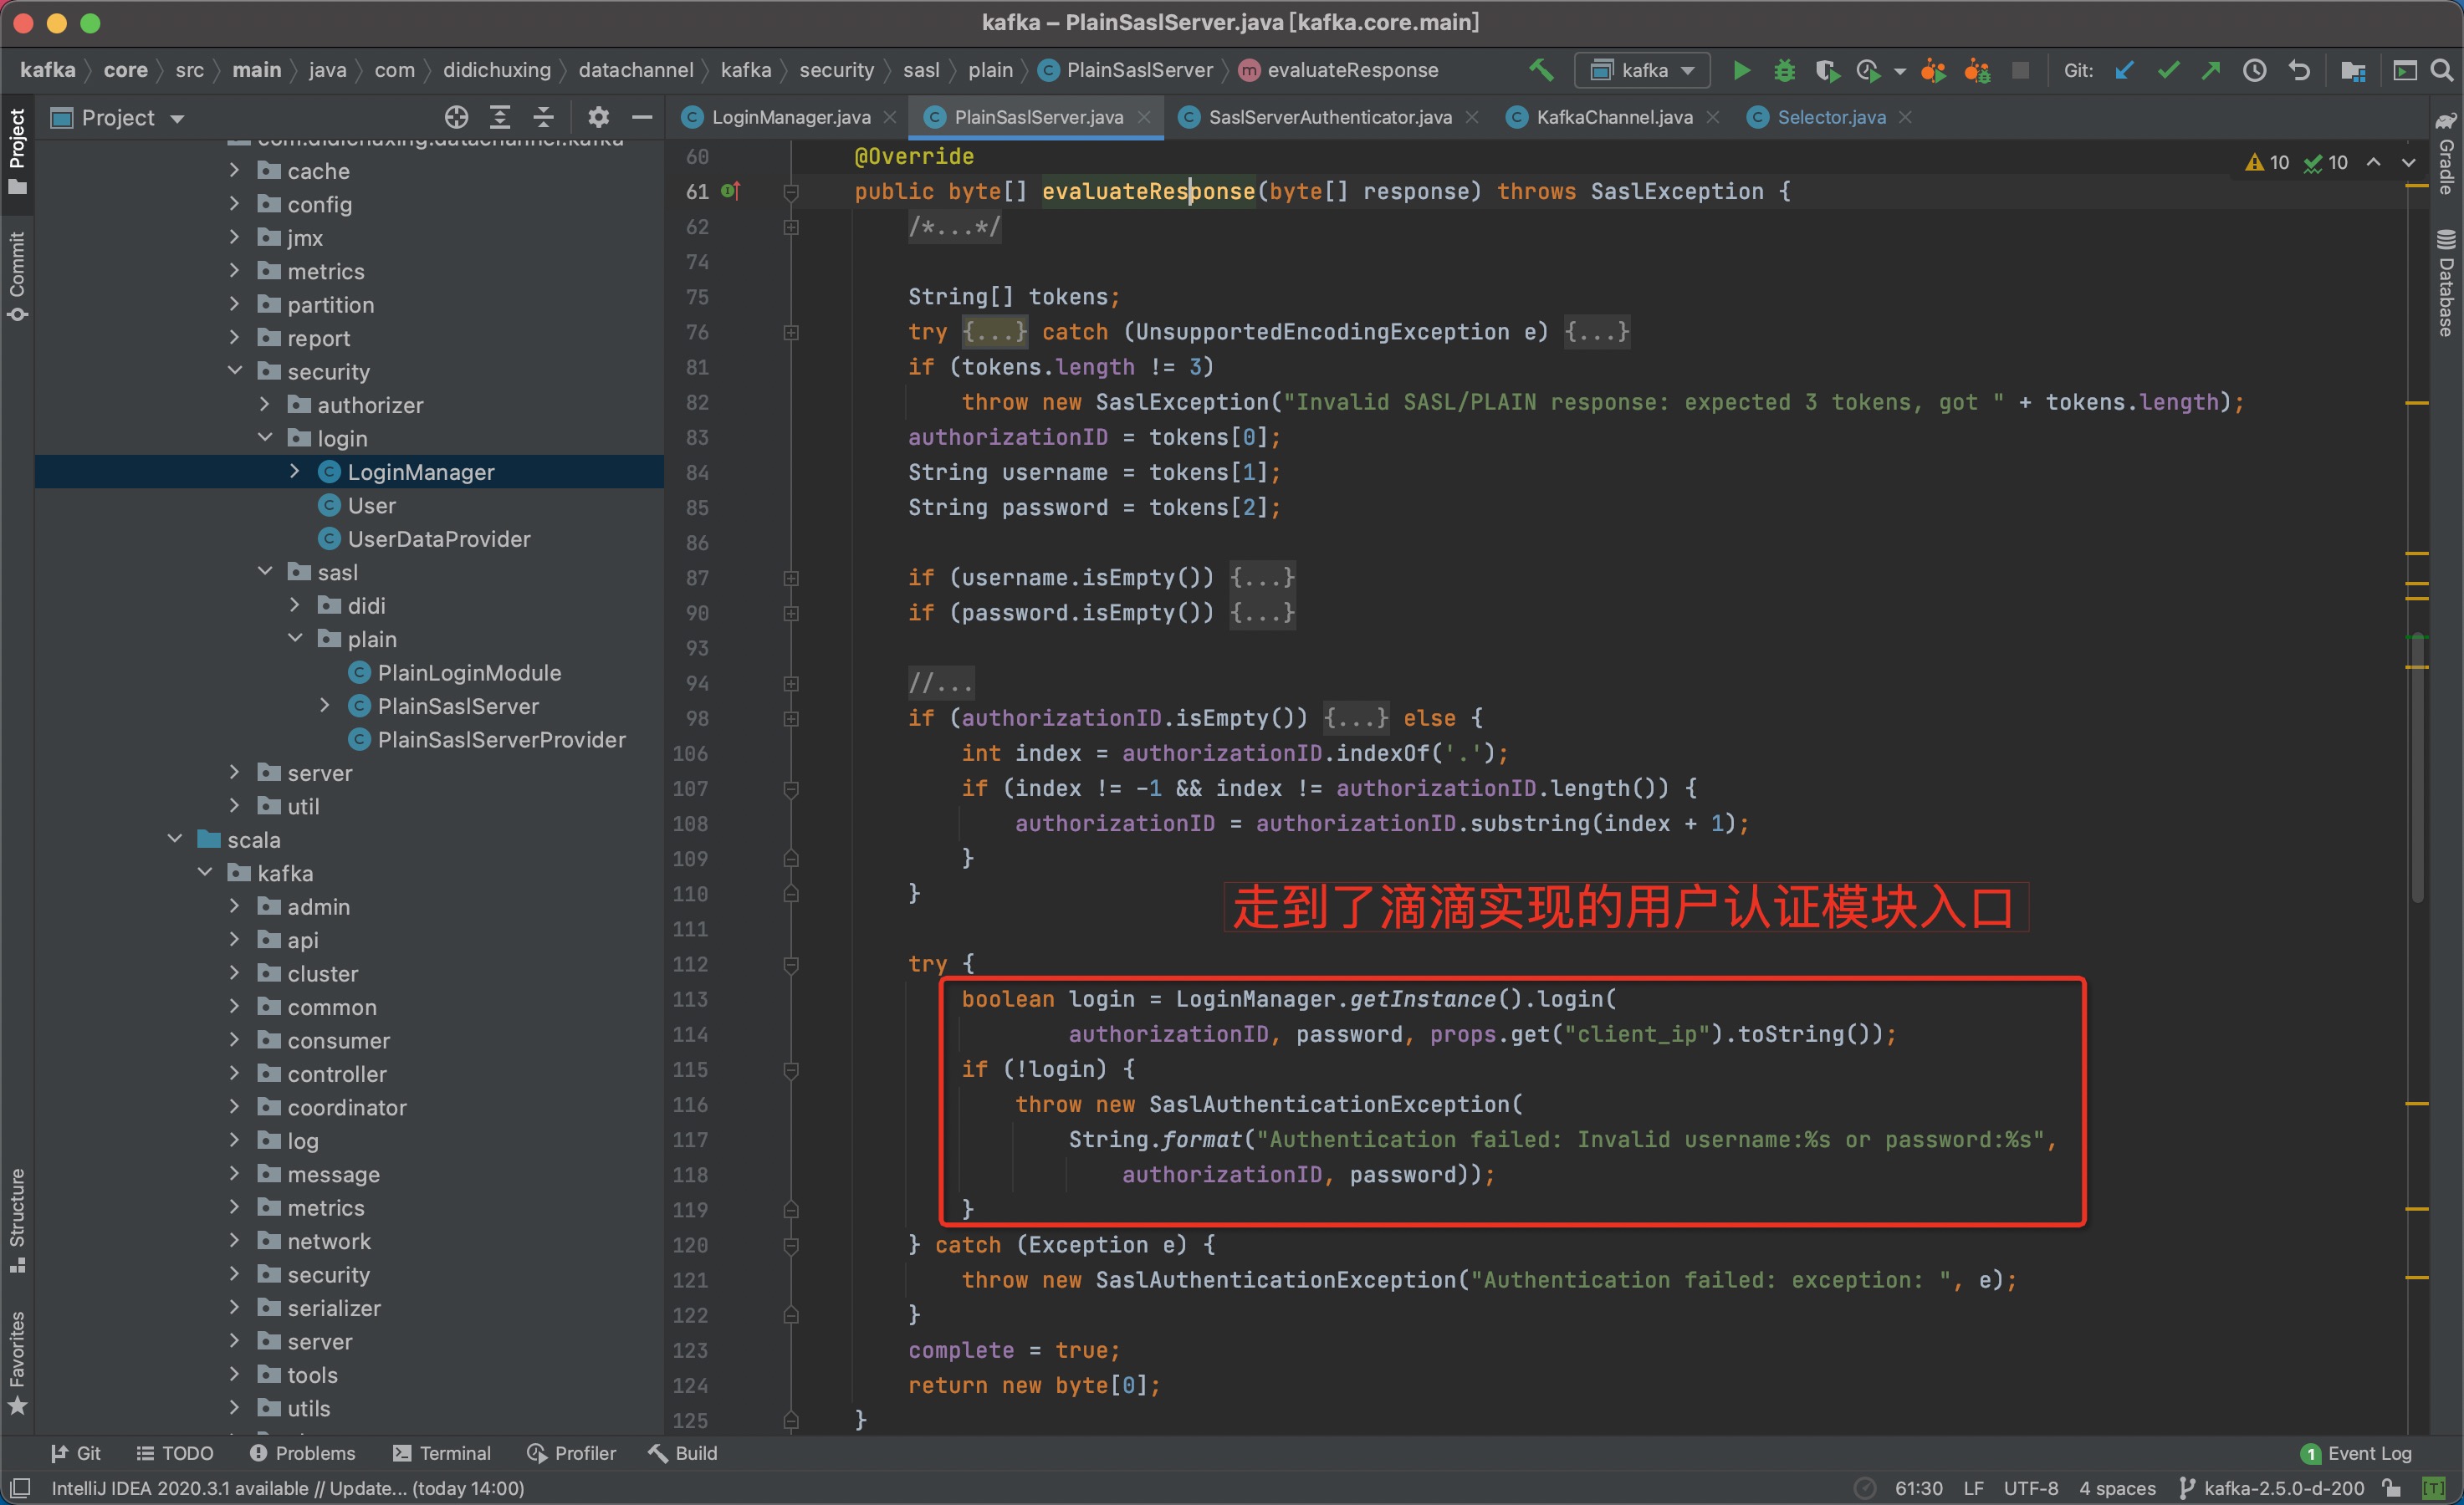 kafka – PlainSaslServer.java [kafka.core.main]
kafka core src main java com didichuxing datachannel kafka security sasl plain PlainSaslServer evaluateResponse kafka Git:
Project
LoginManager.java PlainSaslServer.java SaslServerAuthenticator.java KafkaChannel.java Selector.java
Project
Commit
Structure
Favorites
com.didichuxing.datachannel.kafka
cache
config
jmx
metrics
partition
report
security
authorizer
login
LoginManager
User
UserDataProvider
sasl
didi
plain
PlainLoginModule
PlainSaslServer
PlainSaslServerProvider
server
util
scala
kafka
admin
api
cluster
common
consumer
controller
coordinator
log
message
metrics
network
security
serializer
server
tools
utils
60 @Override
61 public byte[] evaluateResponse(byte[] response) throws SaslException {
62 /*...*/
74
75 String[] tokens;
76 try {...} catch (UnsupportedEncodingException e) {...}
81 if (tokens.length != 3)
82 throw new SaslException("Invalid SASL/PLAIN response: expected 3 tokens, got " + tokens.length);
83 authorizationID = tokens[0];
84 String username = tokens[1];
85 String password = tokens[2];
86
87 if (username.isEmpty()) {...}
90 if (password.isEmpty()) {...}
93
94 //...
98 if (authorizationID.isEmpty()) {...} else {
106 int index = authorizationID.indexOf('.');
107 if (index != -1 && index != authorizationID.length()) {
108 authorizationID = authorizationID.substring(index + 1);
109 }
110 }
走到了滴滴实现的用户认证模块入口
111
112 try {
113 boolean login = LoginManager.getInstance().login(
114 authorizationID, password, props.get("client_ip").toString());
115 if (!login) {
116 throw new SaslAuthenticationException(
117 String.format("Authentication failed: Invalid username:%s or password:%s",
118 authorizationID, password));
119 }
120 } catch (Exception e) {
121 throw new SaslAuthenticationException("Authentication failed: exception: ", e);
122 }
123 complete = true;
124 return new byte[0];
125 }
10 10
Gradle
Database
Git TODO Problems Terminal Profiler Build 1 Event Log
IntelliJ IDEA 2020.3.1 available // Update... (today 14:00) 61:30 LF UTF-8 4 spaces kafka-2.5.0-d-200 [T]